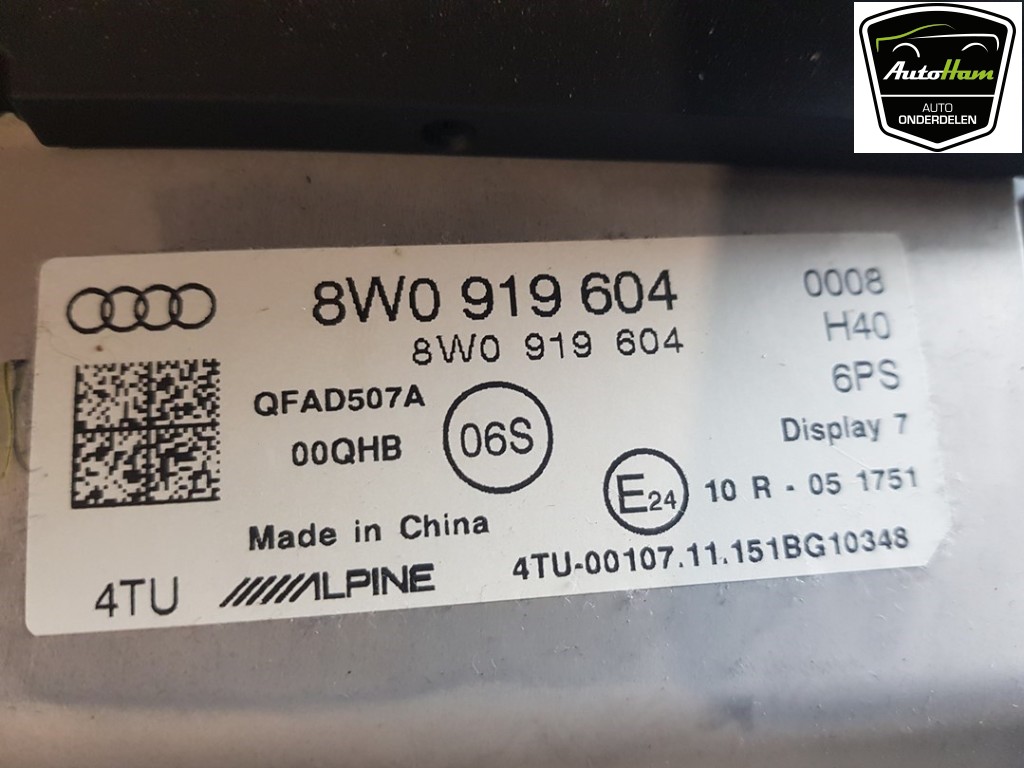 AutoHam
AUTO
ONDERDELEN
8W0 919 604 0008
8W0 919 604 H40
6PS
QFAD507A
00QHB
06S
Display 7
E24 10 R - 05 1751
Made in China
4TU ALPINE 4TU-00107.11.151BG10348